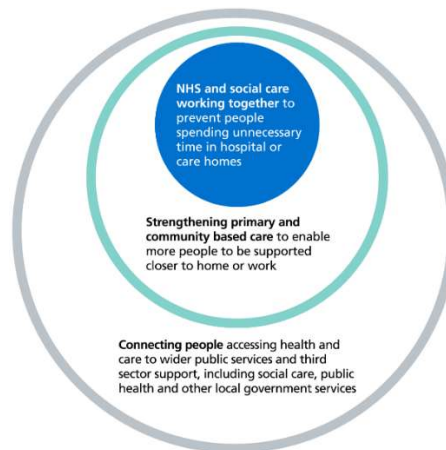 NHS and social care
working together to
prevent people
spending unnecessary
time in hospital or
care homes
Strengthening primary and
community based care to enable
more people to be supported
closer to home or work
Connecting people accessing health and
care to wider public services and third
sector support, including social care, public
health and other local government services